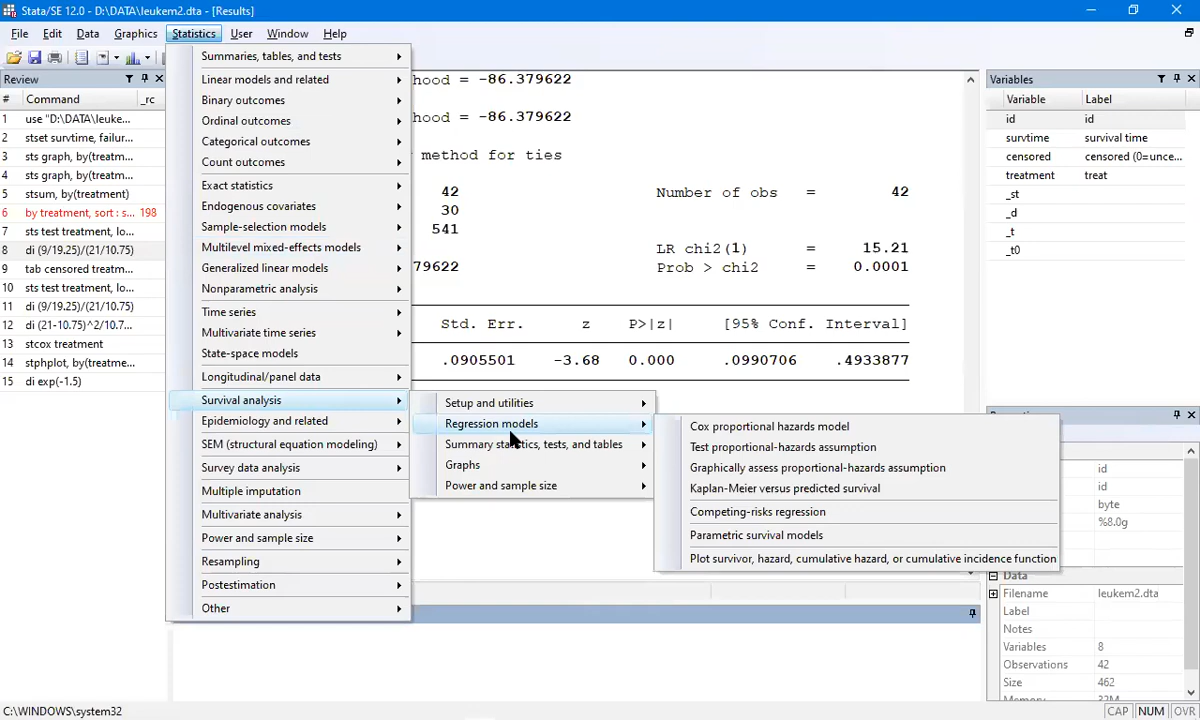 Stata/SE 12.0 - D:\DATA\leukem2.dta - [Results]
File Edit Data Graphics Statistics User Window Help
Review
# Command _rc
1 use "D:\DATA\leuke...
2 stset survtime, failur...
3 sts graph, by(treatm...
4 sts graph, by(treatm...
5 stsum, by(treatment)
6 by treatment, sort : s... 198
7 sts test treatment, lo...
8 di (9/19.25)/(21/10.75)
9 tab censored treatm...
10 sts test treatment, lo...
11 di (9/19.25)/(21/10.75)
12 di (21-10.75)^2/10.7...
13 stcox treatment
14 stphplot, by(treatme...
15 di exp(-1.5)
Summaries, tables, and tests
Linear models and related
Binary outcomes
Ordinal outcomes
Categorical outcomes
Count outcomes
Exact statistics
Endogenous covariates
Sample-selection models
Multilevel mixed-effects models
Generalized linear models
Nonparametric analysis
Time series
Multivariate time series
State-space models
Longitudinal/panel data
Survival analysis
Epidemiology and related
SEM (structural equation modeling)
Survey data analysis
Multiple imputation
Multivariate analysis
Power and sample size
Resampling
Postestimation
Other
hood = -86.379622
hood = -86.379622
method for ties
42 Number of obs = 42
30
541
LR chi2(1) = 15.21
79622 Prob > chi2 = 0.0001
Std. Err. z P>|z| [95% Conf. Interval]
.0905501 -3.68 0.000 .0990706 .4933877
Setup and utilities
Regression models
Summary statistics, tests, and tables
Graphs
Power and sample size
Cox proportional hazards model
Test proportional-hazards assumption
Graphically assess proportional-hazards assumption
Kaplan-Meier versus predicted survival
Competing-risks regression
Parametric survival models
Plot survivor, hazard, cumulative hazard, or cumulative incidence function
Variables
Variable Label
id id
survtime survival time
censored censored (0=unce...
treatment treat
_st
_d
_t
_t0
id
id
byte
%8.0g
Data
Filename leukem2.dta
Label
Notes
Variables 8
Observations 42
Size 462
Memory 32M
C:\WINDOWS\system32
CAP NUM OVR